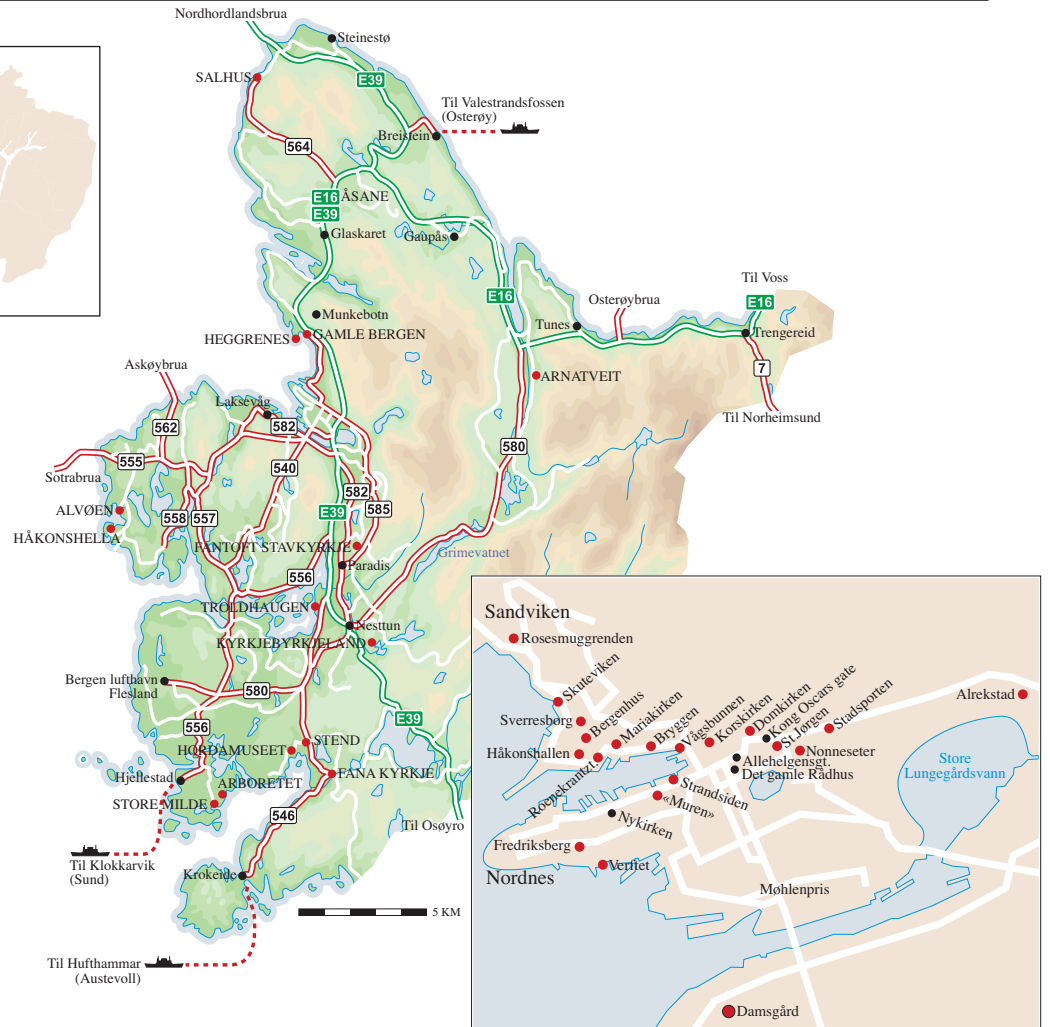 Nordhordlandsbrua
Steinestø
SALHUS
E39
Til Valestrandsfossen
(Osterøy)
Breistein
564
E16
E39
ÅSANE
Glaskaret
Gaupås
Til Voss
E16
E16
Osterøybrua
Munkebotn
Tunes
Trengereid
HEGGRENES
GAMLE BERGEN
Askøybrua
7
ARNATVEIT
Laksevåg
Til Norheimsund
562
582
580
555
540
Sotrabrua
582
585
ALVØEN
558
557
E39
HÅKONSHELLA
FANTOFT STAVKYRKJE
Grimevatnet
Paradis
556
TROLDHAUGEN
Nesttun
KYRKJEBYRKJELAND
Bergen lufthavn
Flesland
580
E39
556
STEND
HORDAMUSEET
Hjellestad
ARBORETET
FANA KYRKJE
STORE MILDE
546
Til Osøyro
Til Klokkarvik
(Sund)
Krokeide
5 KM
Til Hufthammar
(Austevoll)
Sandviken
Rosesmuggrenden
Skuteviken
Sverresborg
Bergenhus
Mariakirken
Bryggen
Vågsbunnen
Korskirken
Domkirken
Kong Oscars gate
St.Jørgen
Stadsporten
Alrekstad
Håkonshallen
Nonneseter
Allehelgensgt.
Det gamle Rådhus
Store
Lungegårdsvann
Rosenkrantzt.
Strandsiden
«Muren»
Nykirken
Fredriksberg
Verftet
Nordnes
Møhlenpris
Damsgård